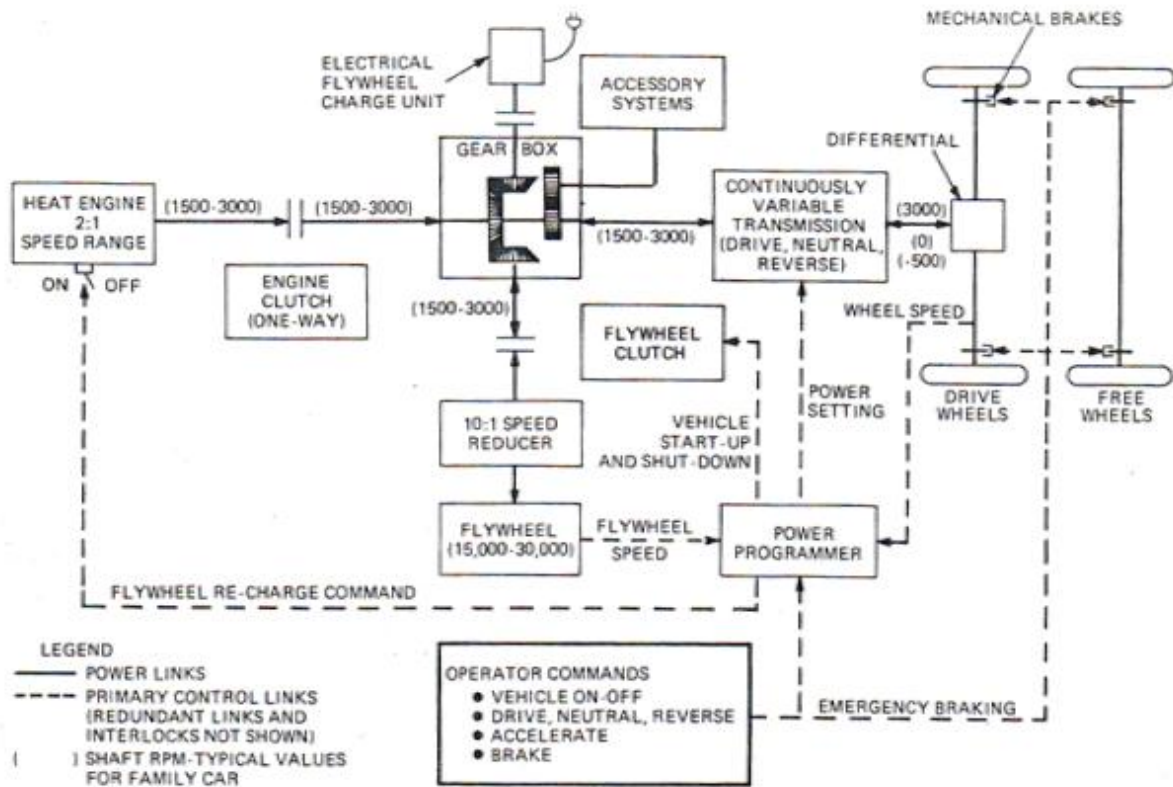 MECHANICAL BRAKES
ELECTRICAL
FLYWHEEL
CHARGE UNIT
ACCESSORY
SYSTEMS
DIFFERENTIAL
GEAR BOX
HEAT ENGINE
2:1
SPEED RANGE
(1500-3000)
(1500-3000)
(1500-3000)
CONTINUOUSLY
VARIABLE
TRANSMISSION
(DRIVE, NEUTRAL,
REVERSE)
(3000)
(0)
(-500)
ON OFF
ENGINE
CLUTCH
(ONE-WAY)
(1500-3000)
FLYWHEEL
CLUTCH
WHEEL SPEED
DRIVE
WHEELS
FREE
WHEELS
10:1 SPEED
REDUCER
VEHICLE
START-UP
AND SHUT-DOWN
POWER
SETTING
FLYWHEEL
(15,000-30,000)
FLYWHEEL
SPEED
POWER
PROGRAMMER
FLYWHEEL RE-CHARGE COMMAND
LEGEND
POWER LINKS
PRIMARY CONTROL LINKS
(REDUNDANT LINKS AND
INTERLOCKS NOT SHOWN)
( ) SHAFT RPM-TYPICAL VALUES
FOR FAMILY CAR
OPERATOR COMMANDS
● VEHICLE ON-OFF
● DRIVE, NEUTRAL, REVERSE
● ACCELERATE
● BRAKE
EMERGENCY BRAKING